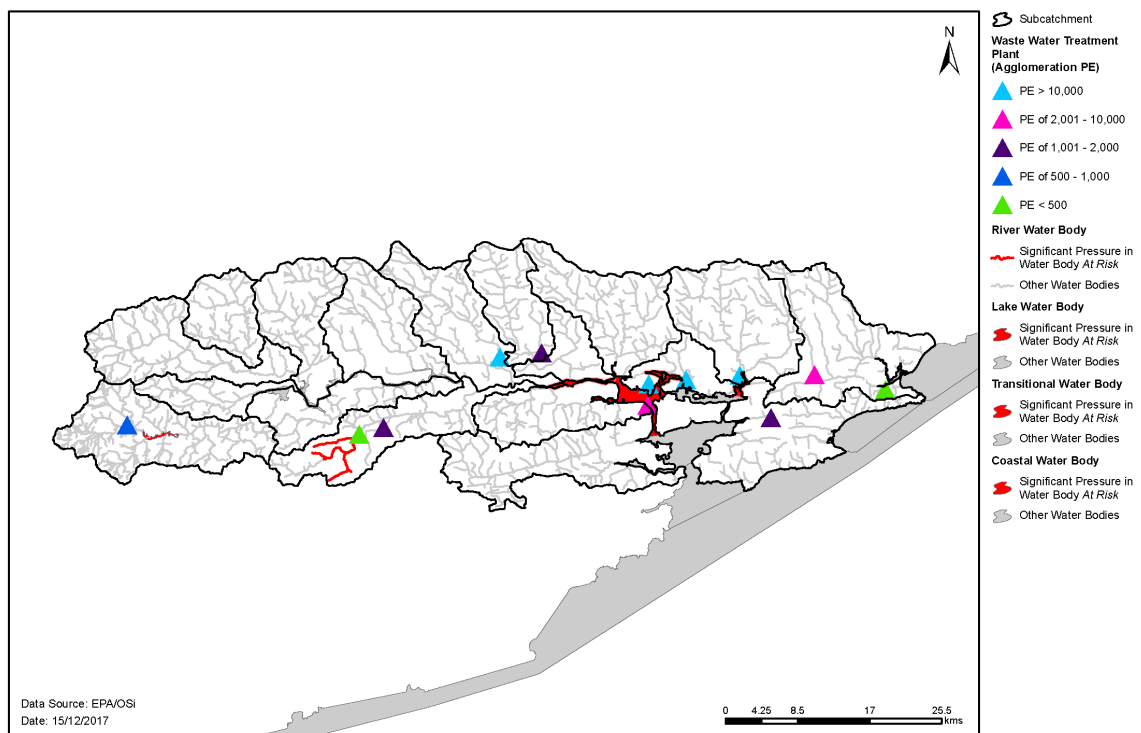 N
Data Source: EPA/OSi
Date: 15/12/2017
0 4.25 8.5 17 25.5
kms
Subcatchment
Waste Water Treatment
Plant
(Agglomeration PE)
PE > 10,000
PE of 2,001 - 10,000
PE of 1,001 - 2,000
PE of 500 - 1,000
PE < 500
River Water Body
Significant Pressure in
Water Body At Risk
Other Water Bodies
Lake Water Body
Significant Pressure in
Water Body At Risk
Other Water Bodies
Transitional Water Body
Significant Pressure in
Water Body At Risk
Other Water Bodies
Coastal Water Body
Significant Pressure in
Water Body At Risk
Other Water Bodies